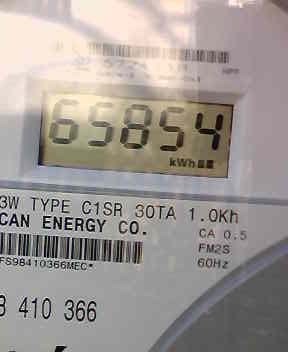 65854
kWh
3W TYPE C1SR 30TA 1.0Kh
CAN ENERGY CO.
CA 0.5
FM2S
60Hz
FS98410366MEC*
8 410 366